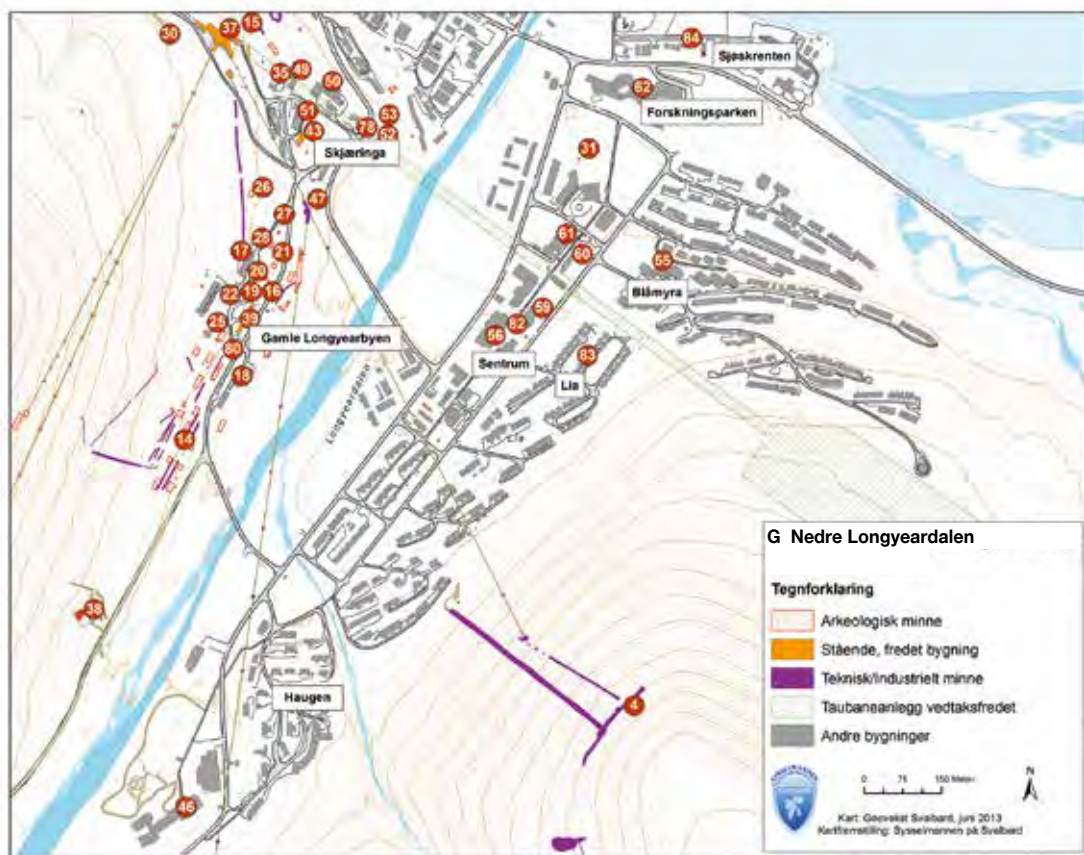 30
37
15
35
49
50
51
43
53
78
52
Skjæringa
84
Sjøskrenten
62
Forskningsparken
31
26
47
27
28
17
21
20
22
19
16
25
39
Gamle Longyearbyen
80
18
14
61
60
55
Blåmyra
59
82
56
Sentrum
83
Lia
Longyeardalen
38
Haugen
4
46
G Nedre Longyeardalen
Tegnforklaring
Arkeologisk minne
Stående, fredet bygning
Teknisk/Industrielt minne
Taubaneanlegg vedtaksfredet
Andre bygninger
0 75 150 Meter
N
Kart: Geovekst Svalbard, juni 2013
Kartfremstilling: Sysselmannen på Svalbard